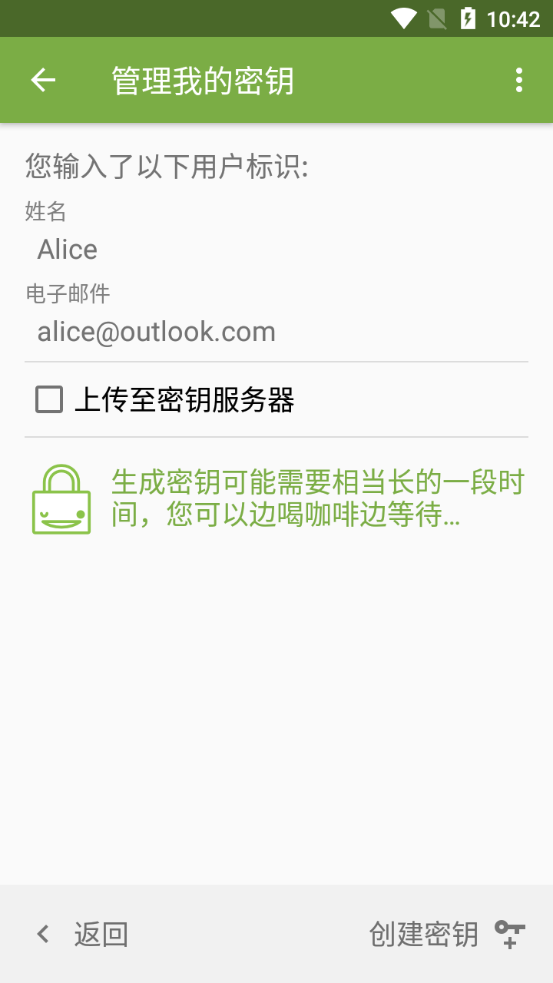 10:42
管理我的密钥
您输入了以下用户标识:
姓名
Alice
电子邮件
alice@outlook.com
上传至密钥服务器
生成密钥可能需要相当长的一段时
间，您可以边喝咖啡边等待…
返回
创建密钥